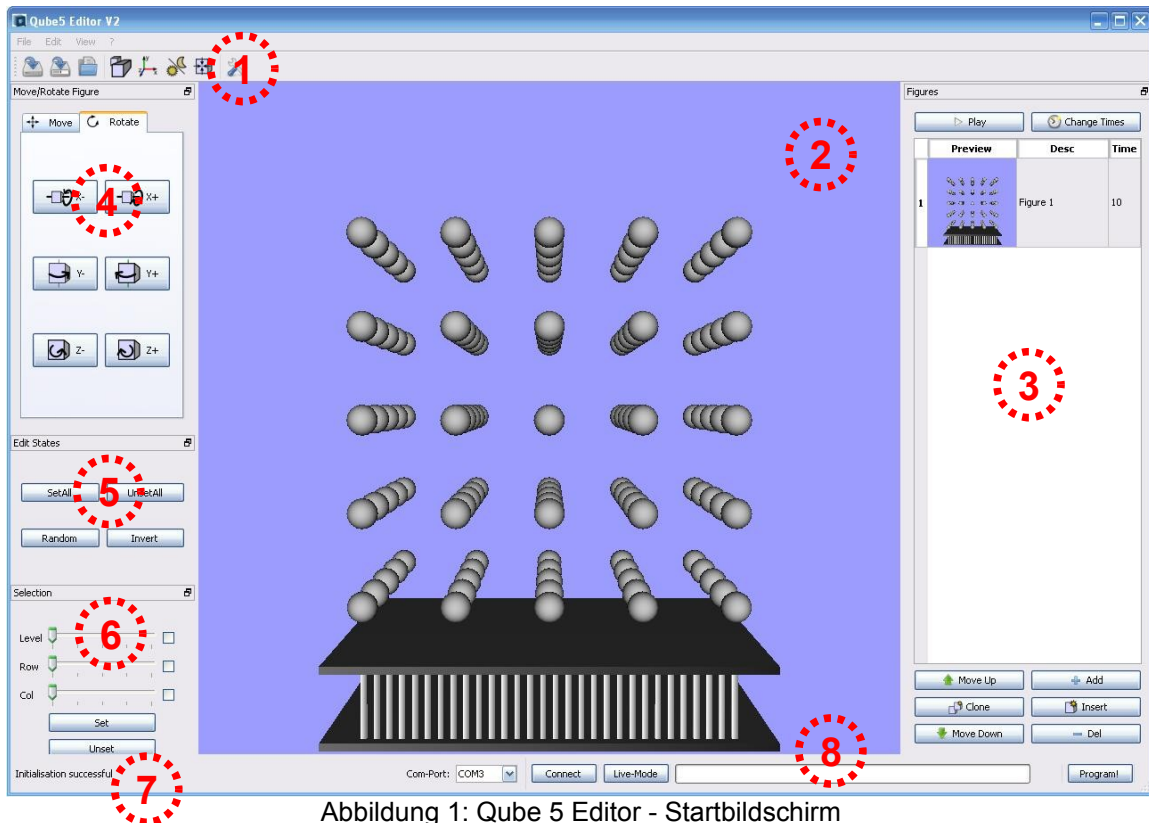 Qube5 Editor V2
File Edit View ?
1
Move/Rotate Figure
Move Rotate
4
X- X+
Y- Y+
Z- Z+
Edit States
5
SetAll UnsetAll
Random Invert
Selection
6
Level
Row
Col
Set
Unset
2
Figures
Play Change Times
Preview Desc Time
1 Figure 1 10
3
Move Up Add
Clone Insert
Move Down Del
Initialisation successful
7
Com-Port: COM3 Connect Live-Mode Program!
8
Abbildung 1: Qube 5 Editor - Startbildschirm